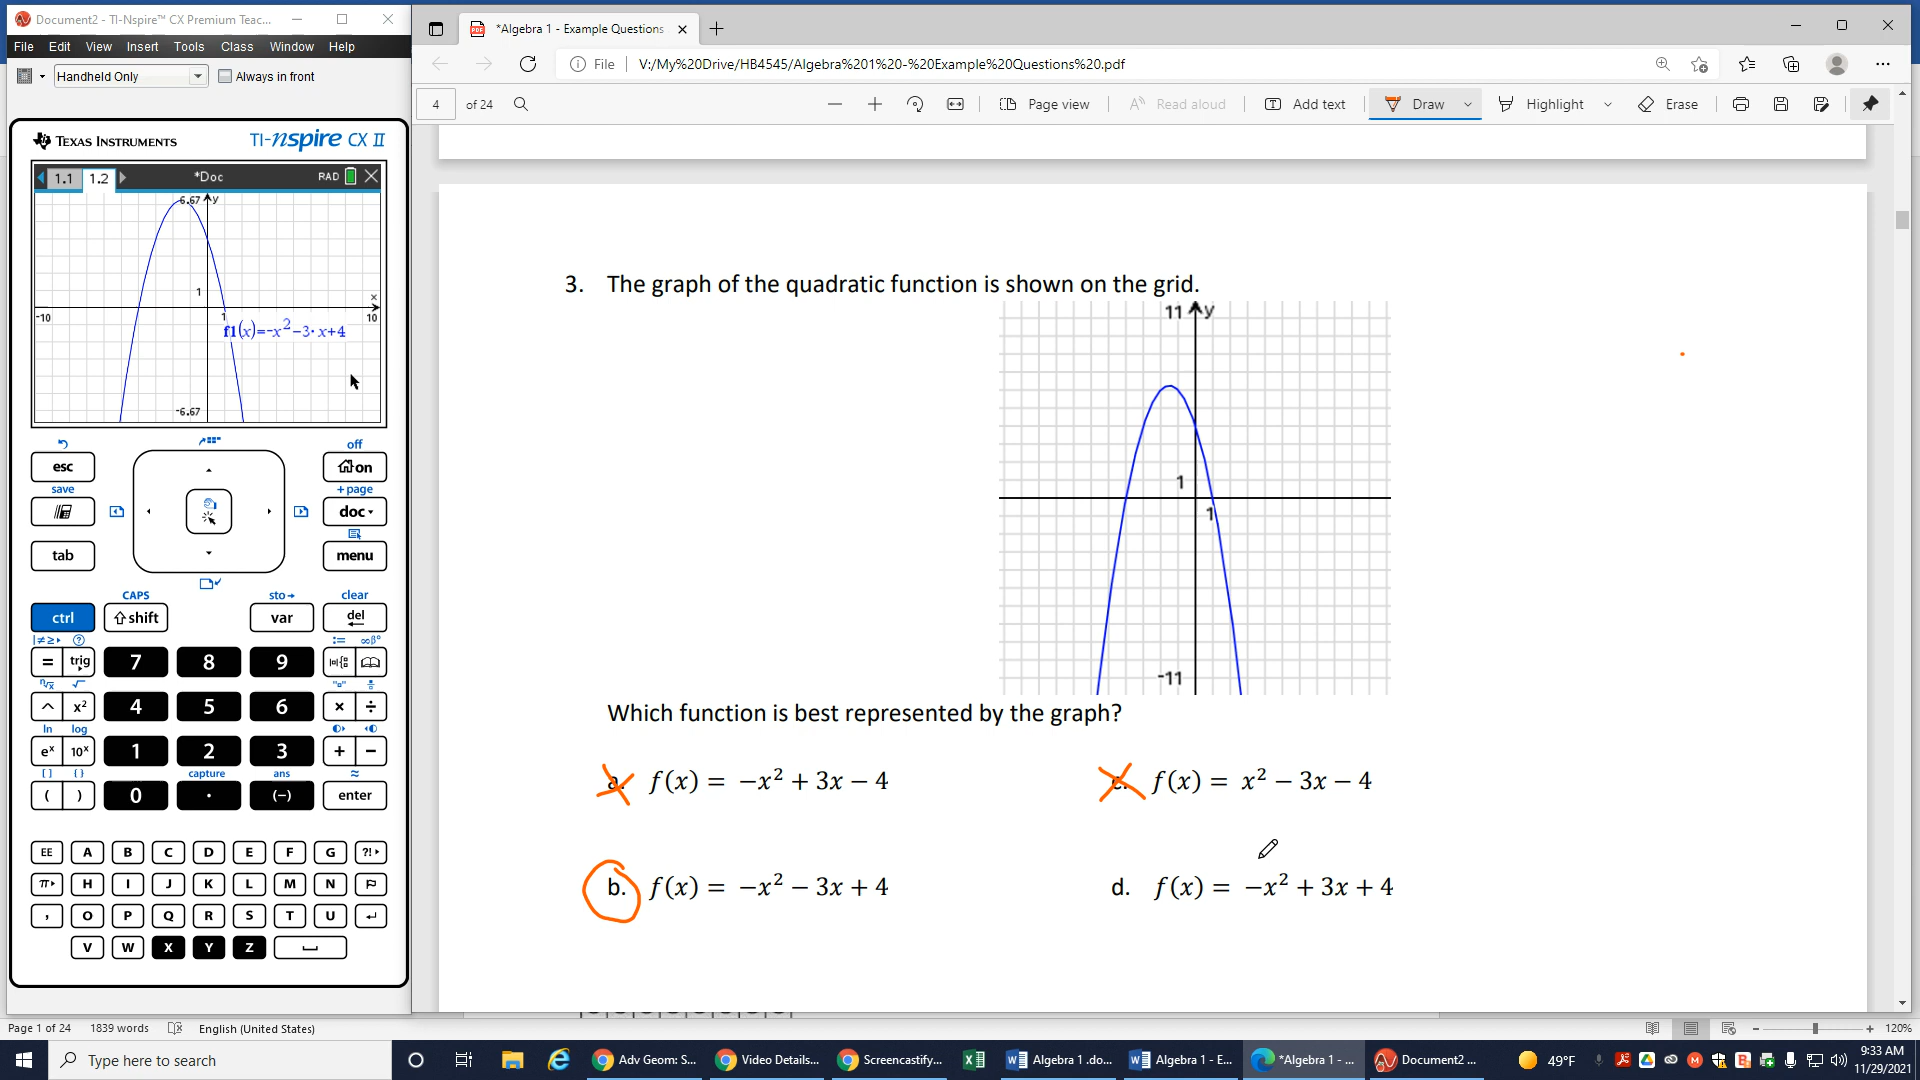 Document2 - TI-Nspire™ CX Premium Teac...
File Edit View Insert Tools Class Window Help
Handheld Only
Always in front
TEXAS INSTRUMENTS TI-nspire CX II
1.1 1.2 *Doc RAD
6.67 y
1
x
-10 1 10
f1(x)=-x²-3·x+4
-6.67
off
esc on
save +page
doc
tab menu
CAPS sto→ clear
ctrl shift var del
= trig 7 8 9
^ x² 4 5 6 × ÷
ln log
eˣ 10ˣ 1 2 3 + −
[ ] { } capture ans ≈
( ) 0 . (−) enter
EE A B C D E F G ?!▸
π▸ H I J K L M N
, O P Q R S T U
V W X Y Z
*Algebra 1 - Example Questions
File V:/My%20Drive/HB4545/Algebra%201%20-%20Example%20Questions%20.pdf
4 of 24 Page view Read aloud Add text Draw Highlight Erase
3. The graph of the quadratic function is shown on the grid.
11 y
1
1
-11
Which function is best represented by the graph?
a. f(x) = −x² + 3x − 4
c. f(x) = x² − 3x − 4
b. f(x) = −x² − 3x + 4
d. f(x) = −x² + 3x + 4
Page 1 of 24 1839 words English (United States) 120%
Type here to search
Adv Geom: S... Video Details... Screencastify... Algebra 1 .do... Algebra 1 - E... *Algebra 1 - ... Document2 ... 49°F
9:33 AM
11/29/2021